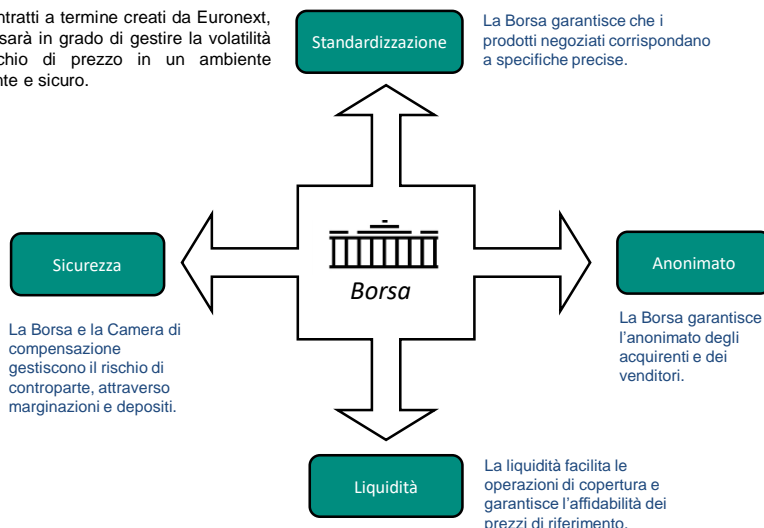 ntratti a termine creati da Euronext,
sarà in grado di gestire la volatilità
chio di prezzo in un ambiente
nte e sicuro.
Standardizzazione
La Borsa garantisce che i
prodotti negoziati corrispondano
a specifiche precise.
Sicurezza
La Borsa e la Camera di
compensazione
gestiscono il rischio di
controparte, attraverso
marginazioni e depositi.
Borsa
Anonimato
La Borsa garantisce
l'anonimato degli
acquirenti e dei
venditori.
Liquidità
La liquidità facilita le
operazioni di copertura e
garantisce l'affidabilità dei
prezzi di riferimento.